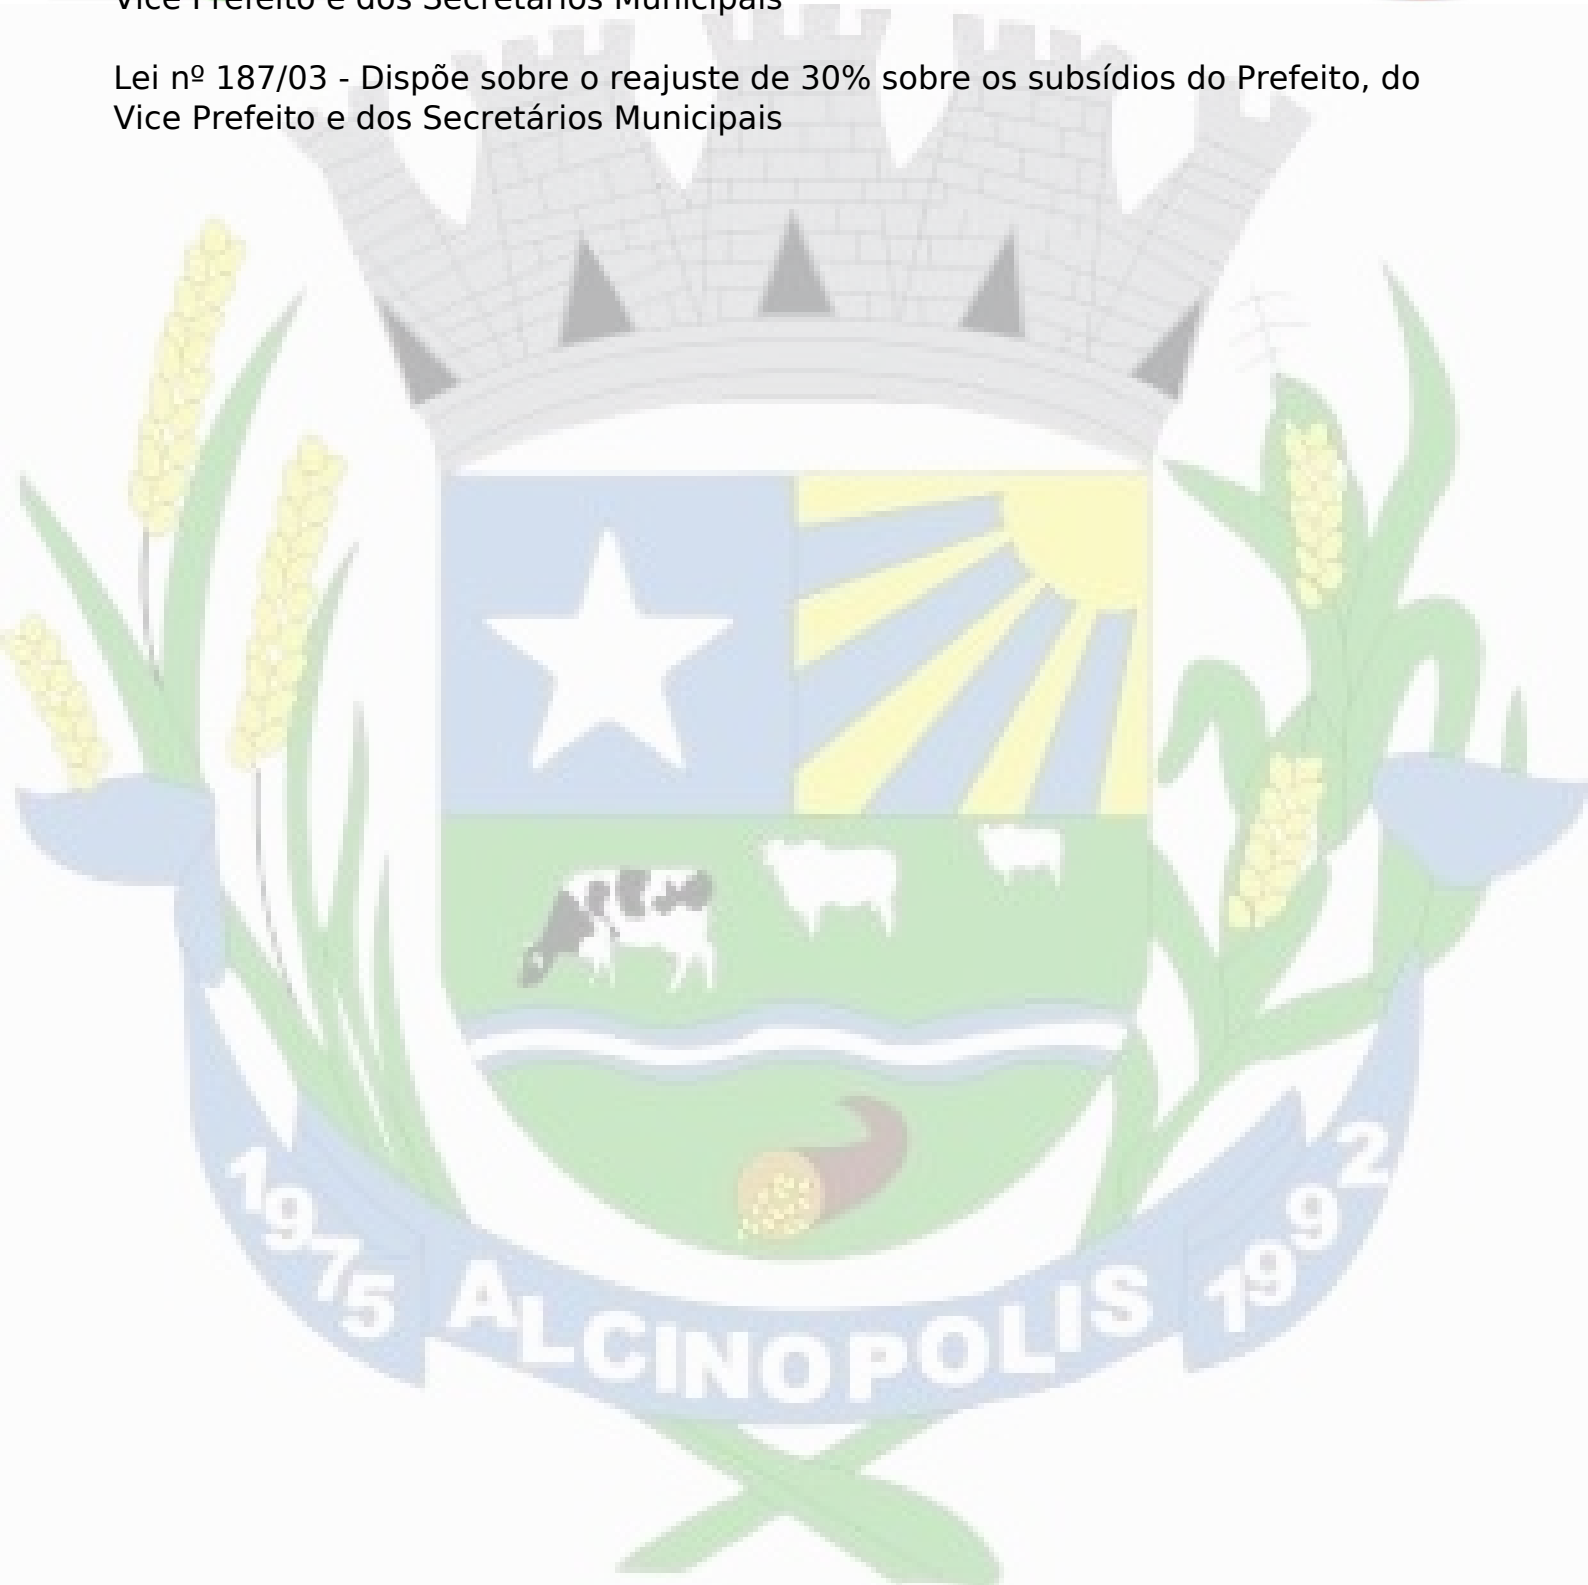 Vice Prefeito e dos Secretários Municipais
Lei nº 187/03 - Dispõe sobre o reajuste de 30% sobre os subsídios do Prefeito, do
Vice Prefeito e dos Secretários Municipais
1975
ALCINOPOLIS
1992